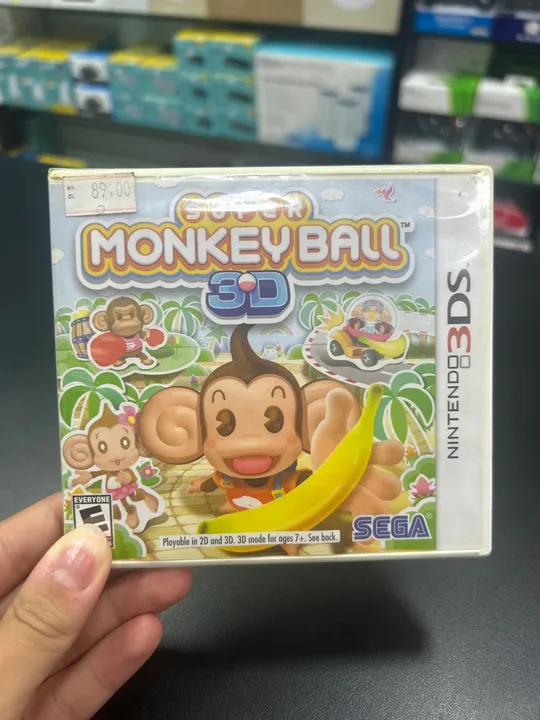 R$ 89.00
SUPER
MONKEY BALL™
3D
NINTENDO 3DS
EVERYONE
E
SEGA
Playable in 2D and 3D. 3D mode for ages 7+. See back.